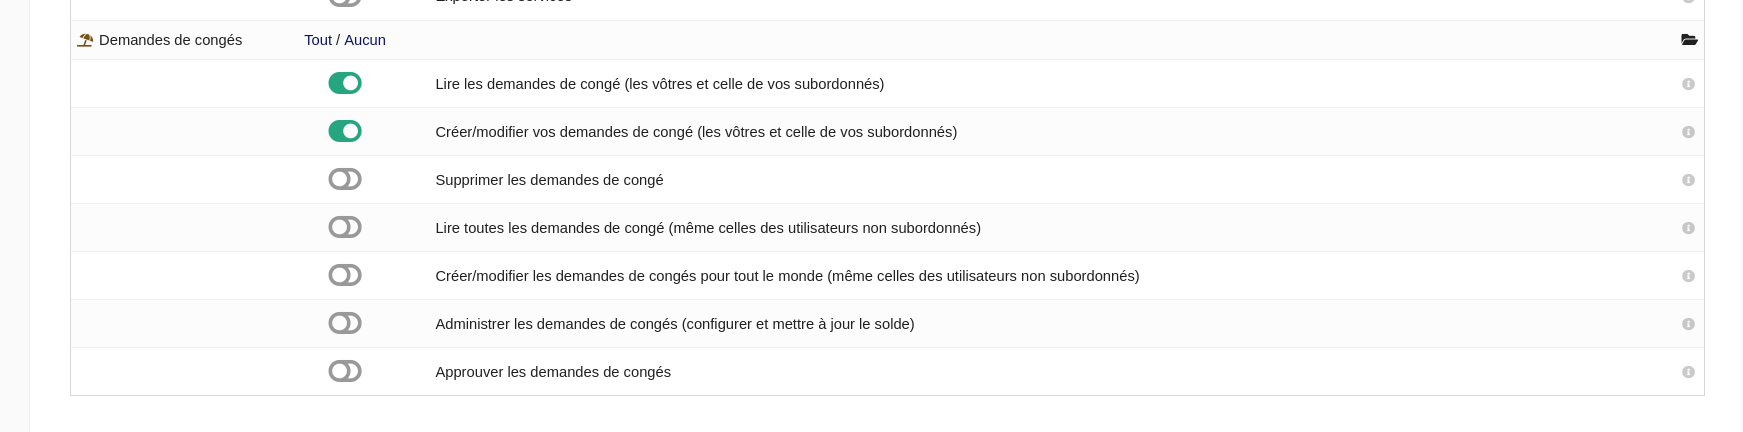 Exporter les services
Demandes de congés Tout / Aucun
Lire les demandes de congé (les vôtres et celle de vos subordonnés)
Créer/modifier vos demandes de congé (les vôtres et celle de vos subordonnés)
Supprimer les demandes de congé
Lire toutes les demandes de congé (même celles des utilisateurs non subordonnés)
Créer/modifier les demandes de congés pour tout le monde (même celles des utilisateurs non subordonnés)
Administrer les demandes de congés (configurer et mettre à jour le solde)
Approuver les demandes de congés